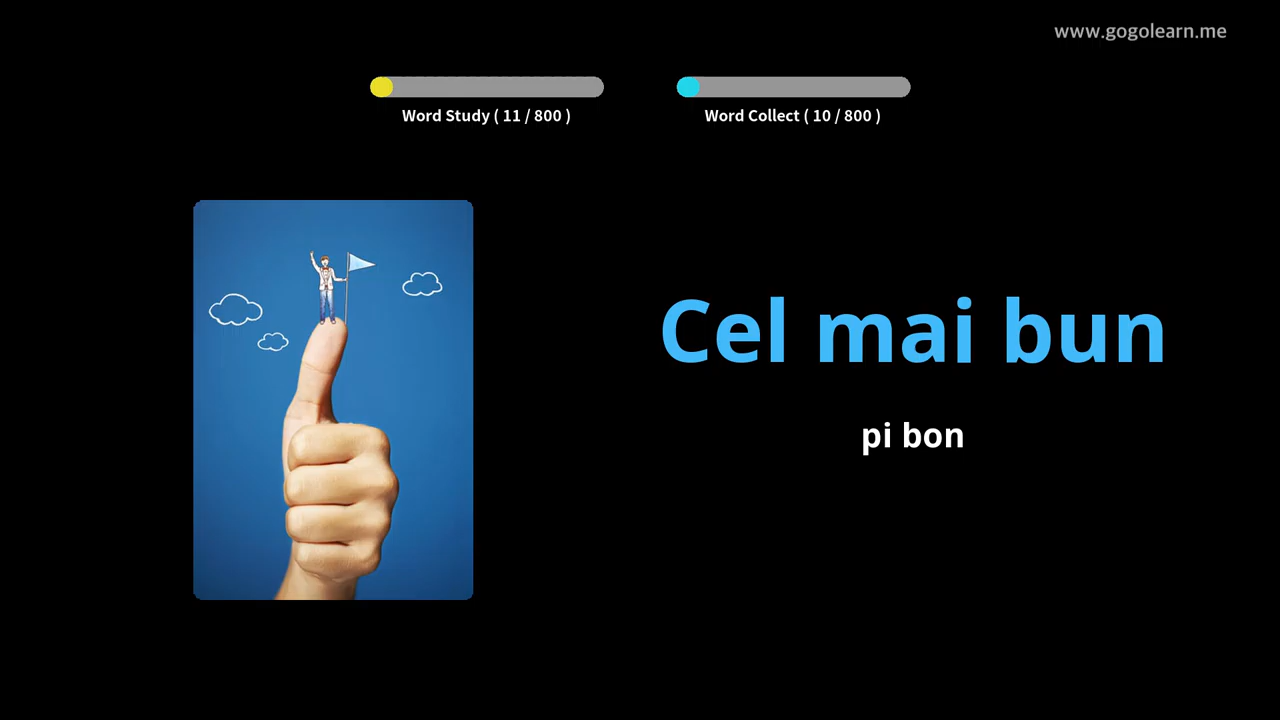 www.gogolearn.me
Word Study ( 11 / 800 )
Word Collect ( 10 / 800 )
Cel mai bun
pi bon